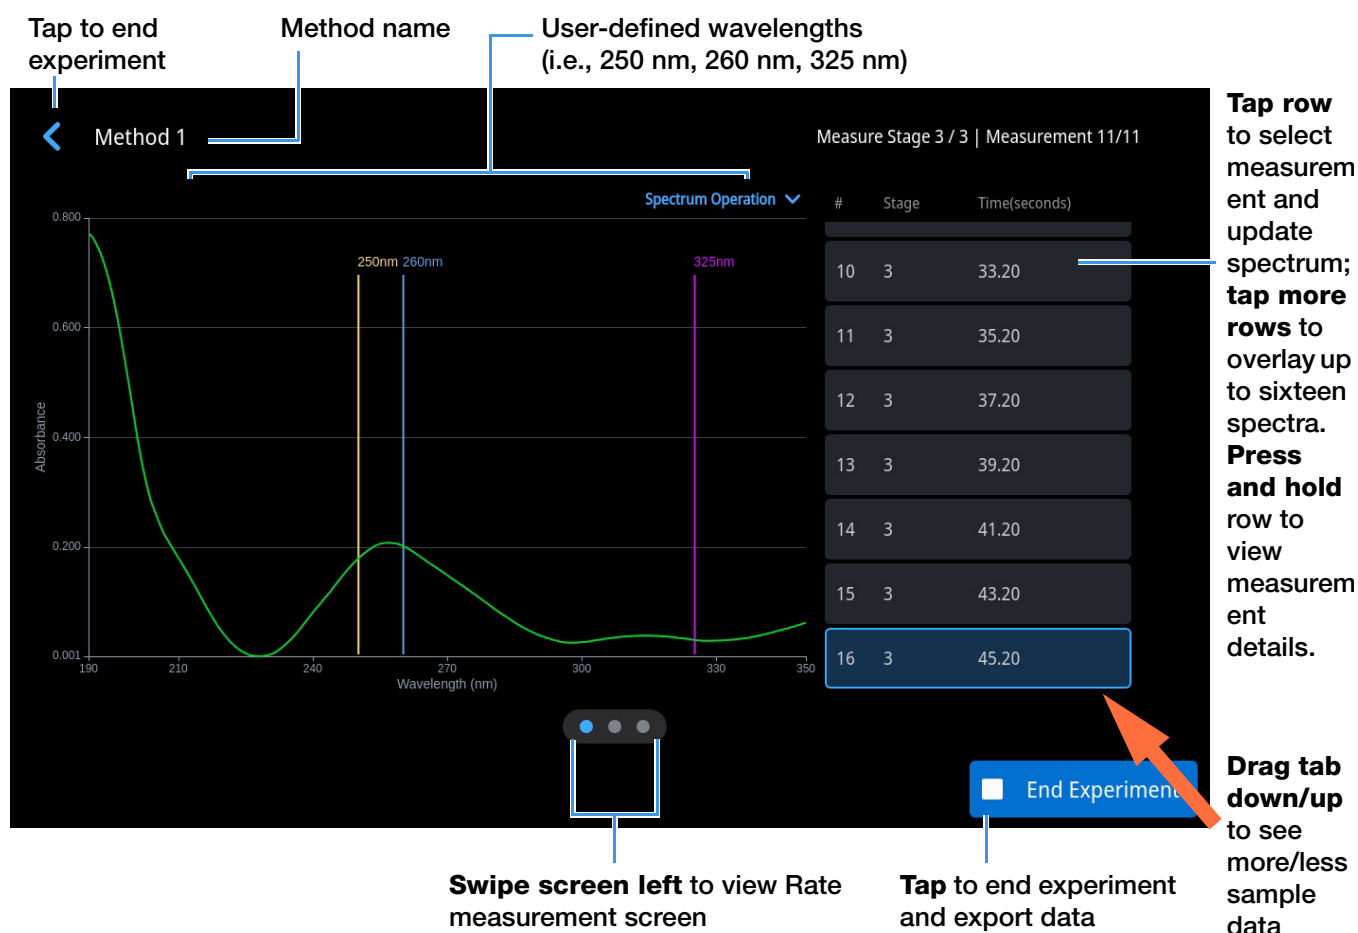 Tap to end
experiment
Method name
User-defined wavelengths
(i.e., 250 nm, 260 nm, 325 nm)
Method 1
Measure Stage 3 / 3 | Measurement 11/11
Spectrum Operation
# Stage Time(seconds)
10 3 33.20
11 3 35.20
12 3 37.20
13 3 39.20
14 3 41.20
15 3 43.20
16 3 45.20
250nm 260nm 325nm
0.800
0.600
0.400
0.200
0.001
Absorbance
190 210 240 270 300 330 350
Wavelength (nm)
End Experiment
Tap row
to select
measurem
ent and
update
spectrum;
tap more
rows to
overlay up
to sixteen
spectra.
Press
and hold
row to
view
measurem
ent
details.
Drag tab
down/up
to see
more/less
sample
data
Swipe screen left to view Rate
measurement screen
Tap to end experiment
and export data